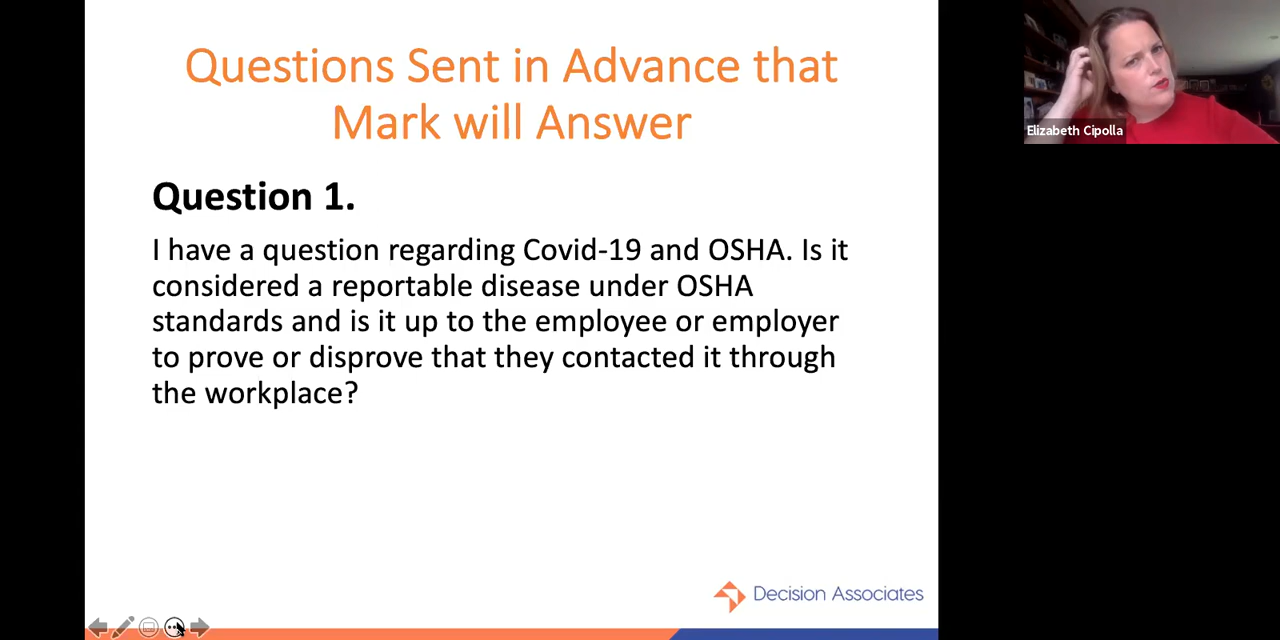 Questions Sent in Advance that
Mark will Answer
Question 1.
I have a question regarding Covid-19 and OSHA. Is it
considered a reportable disease under OSHA
standards and is it up to the employee or employer
to prove or disprove that they contacted it through
the workplace?
Decision Associates
Elizabeth Cipolla